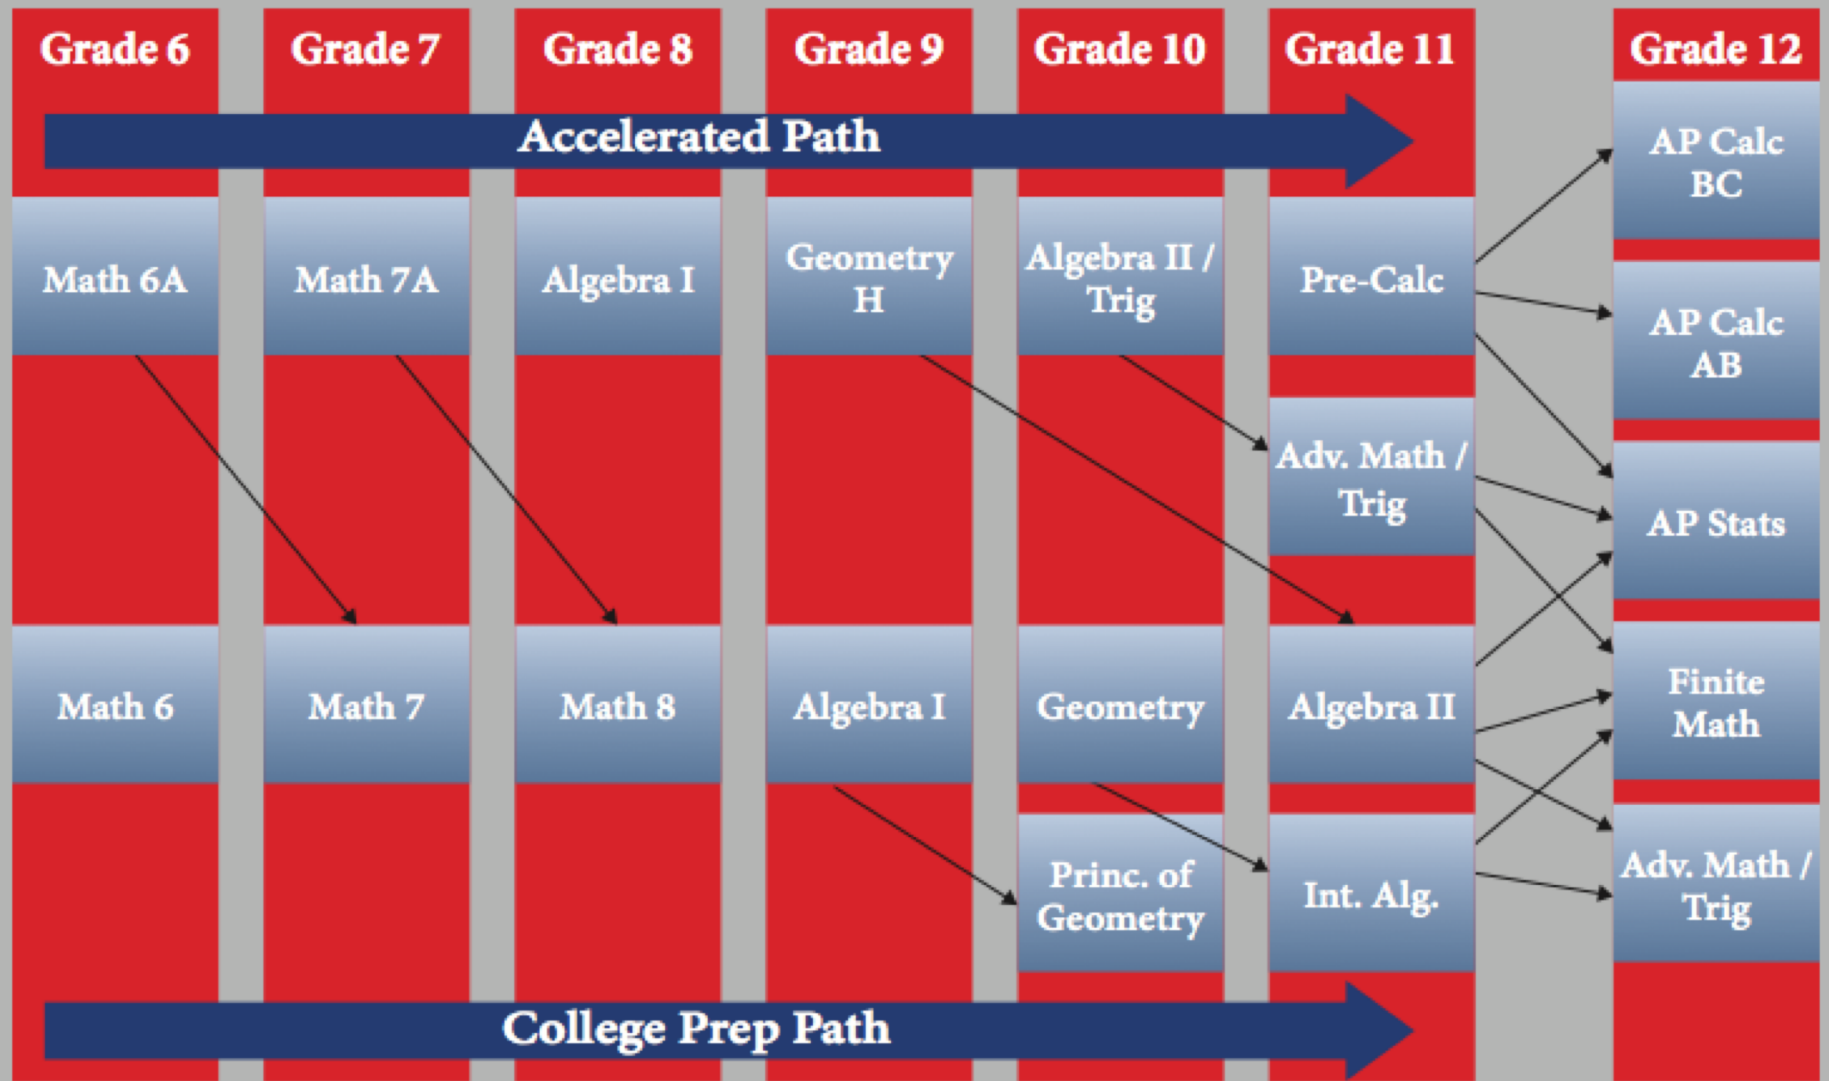 Grade 6
Grade 7
Grade 8
Grade 9
Grade 10
Grade 11
Grade 12
Accelerated Path
Math 6A
Math 7A
Algebra I
Geometry
H
Algebra II /
Trig
Pre-Calc
AP Calc
BC
AP Calc
AB
Adv. Math /
Trig
AP Stats
Math 6
Math 7
Math 8
Algebra I
Geometry
Algebra II
Finite
Math
Princ. of
Geometry
Int. Alg.
Adv. Math /
Trig
College Prep Path